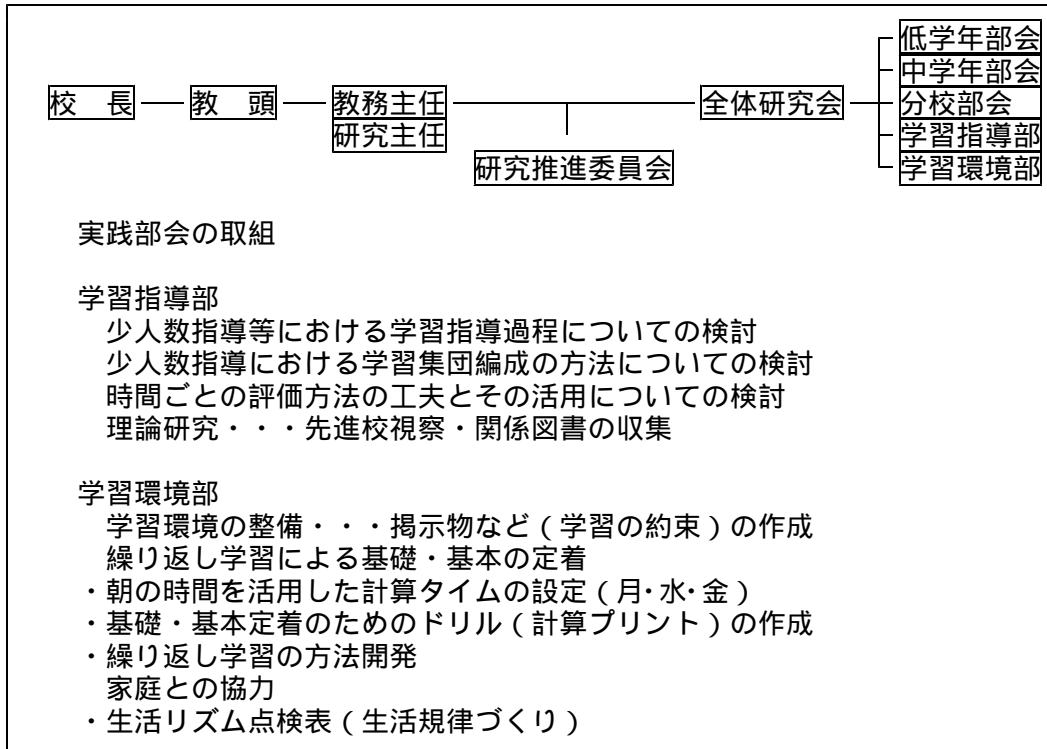 低学年部会
中学年部会
校　長 教　頭 教務主任 全体研究会 分校部会
研究主任 学習指導部
研究推進委員会 学習環境部
実践部会の取組
学習指導部
少人数指導等における学習指導過程についての検討
少人数指導における学習集団編成の方法についての検討
時間ごとの評価方法の工夫とその活用についての検討
理論研究・・・先進校視察・関係図書の収集
学習環境部
学習環境の整備・・・掲示物など（学習の約束）の作成
繰り返し学習による基礎・基本の定着
・朝の時間を活用した計算タイムの設定（月･水･金）
・基礎・基本定着のためのドリル（計算プリント）の作成
・繰り返し学習の方法開発
家庭との協力
・生活リズム点検表（生活規律づくり）